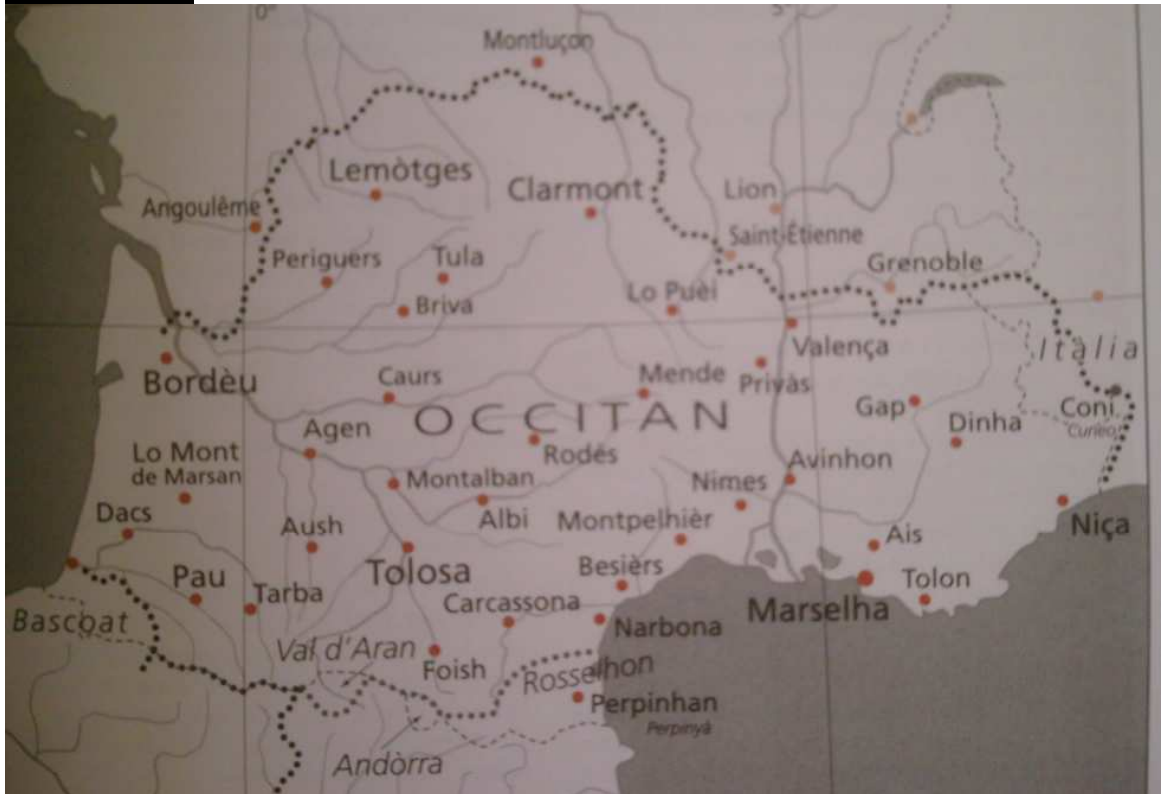 0°
5°
Montluçon
Lemòtges
Clarmont
Lion
Angoulême
Saint-Étienne
Periguers
Tula
Grenoble
Briva
Lo Puèi
Valença
Itàlia
Bordèu
Caurs
Mende
Privàs
Gap
Coni
Cuneo
OCCITAN
Dinha
Agen
Rodés
Avinhon
Lo Mont
de Marsan
Montalban
Nimes
Albi
Montpelhièr
Niça
Dacs
Aush
Ais
Tolosa
Besièrs
Pau
Tarba
Tolon
Carcassona
Marselha
Bascoat
Narbona
Val d'Aran
Foish
Rosselhon
Perpinhan
Perpinyà
Andòrra